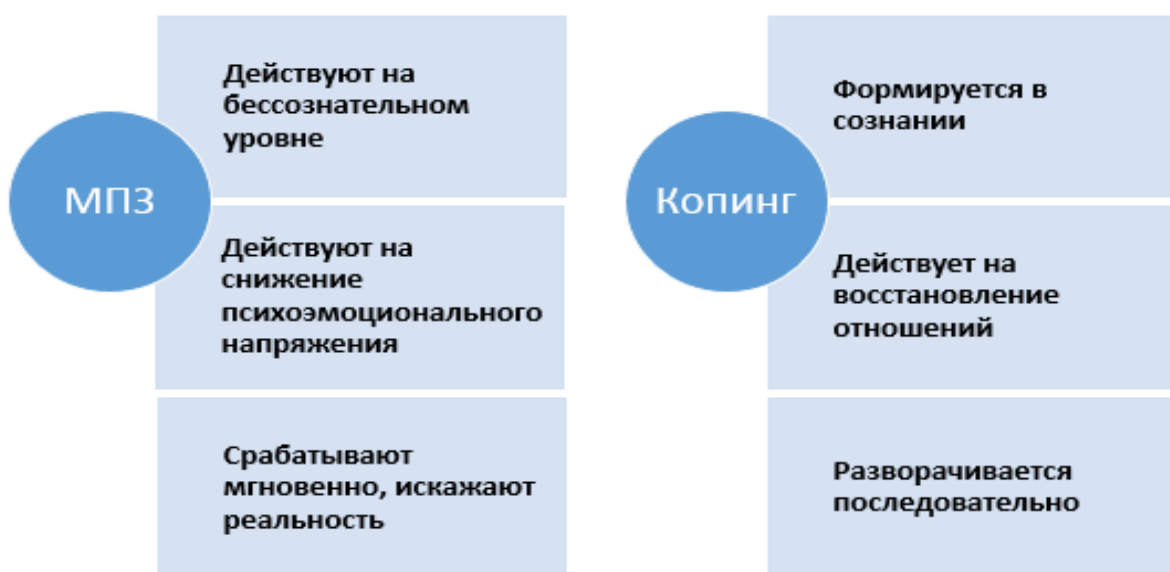 МПЗ
Действуют на
бессознательном
уровне
Действуют на
снижение
психоэмоционального
напряжения
Срабатывают
мгновенно, искажают
реальность
Копинг
Формируется в
сознании
Действует на
восстановление
отношений
Разворачивается
последовательно